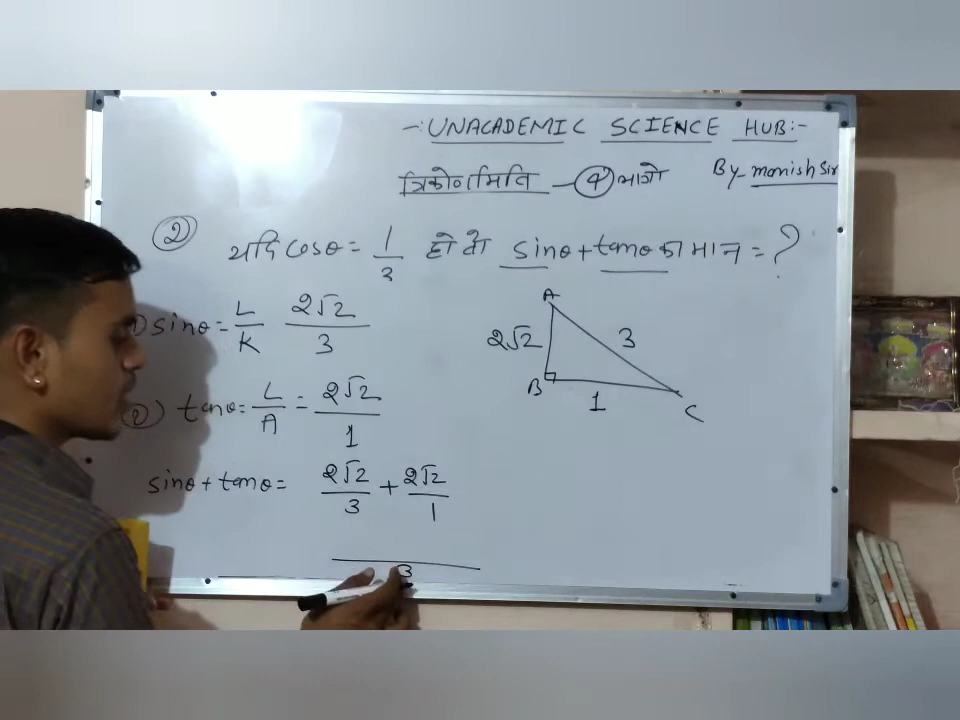 -: UNACADEMIC SCIENCE HUB:-
त्रिकोणमिति - (4) भागो By- monish Sir
(2) यदि cosθ = 1/3 हो तो sinθ + tanθ का मान = ?
1) sinθ = L/K 2√2/3
2) tanθ = L/A = 2√2/1
sinθ + tanθ = 2√2/3 + 2√2/1
3
A
2√2 3
B
1
C